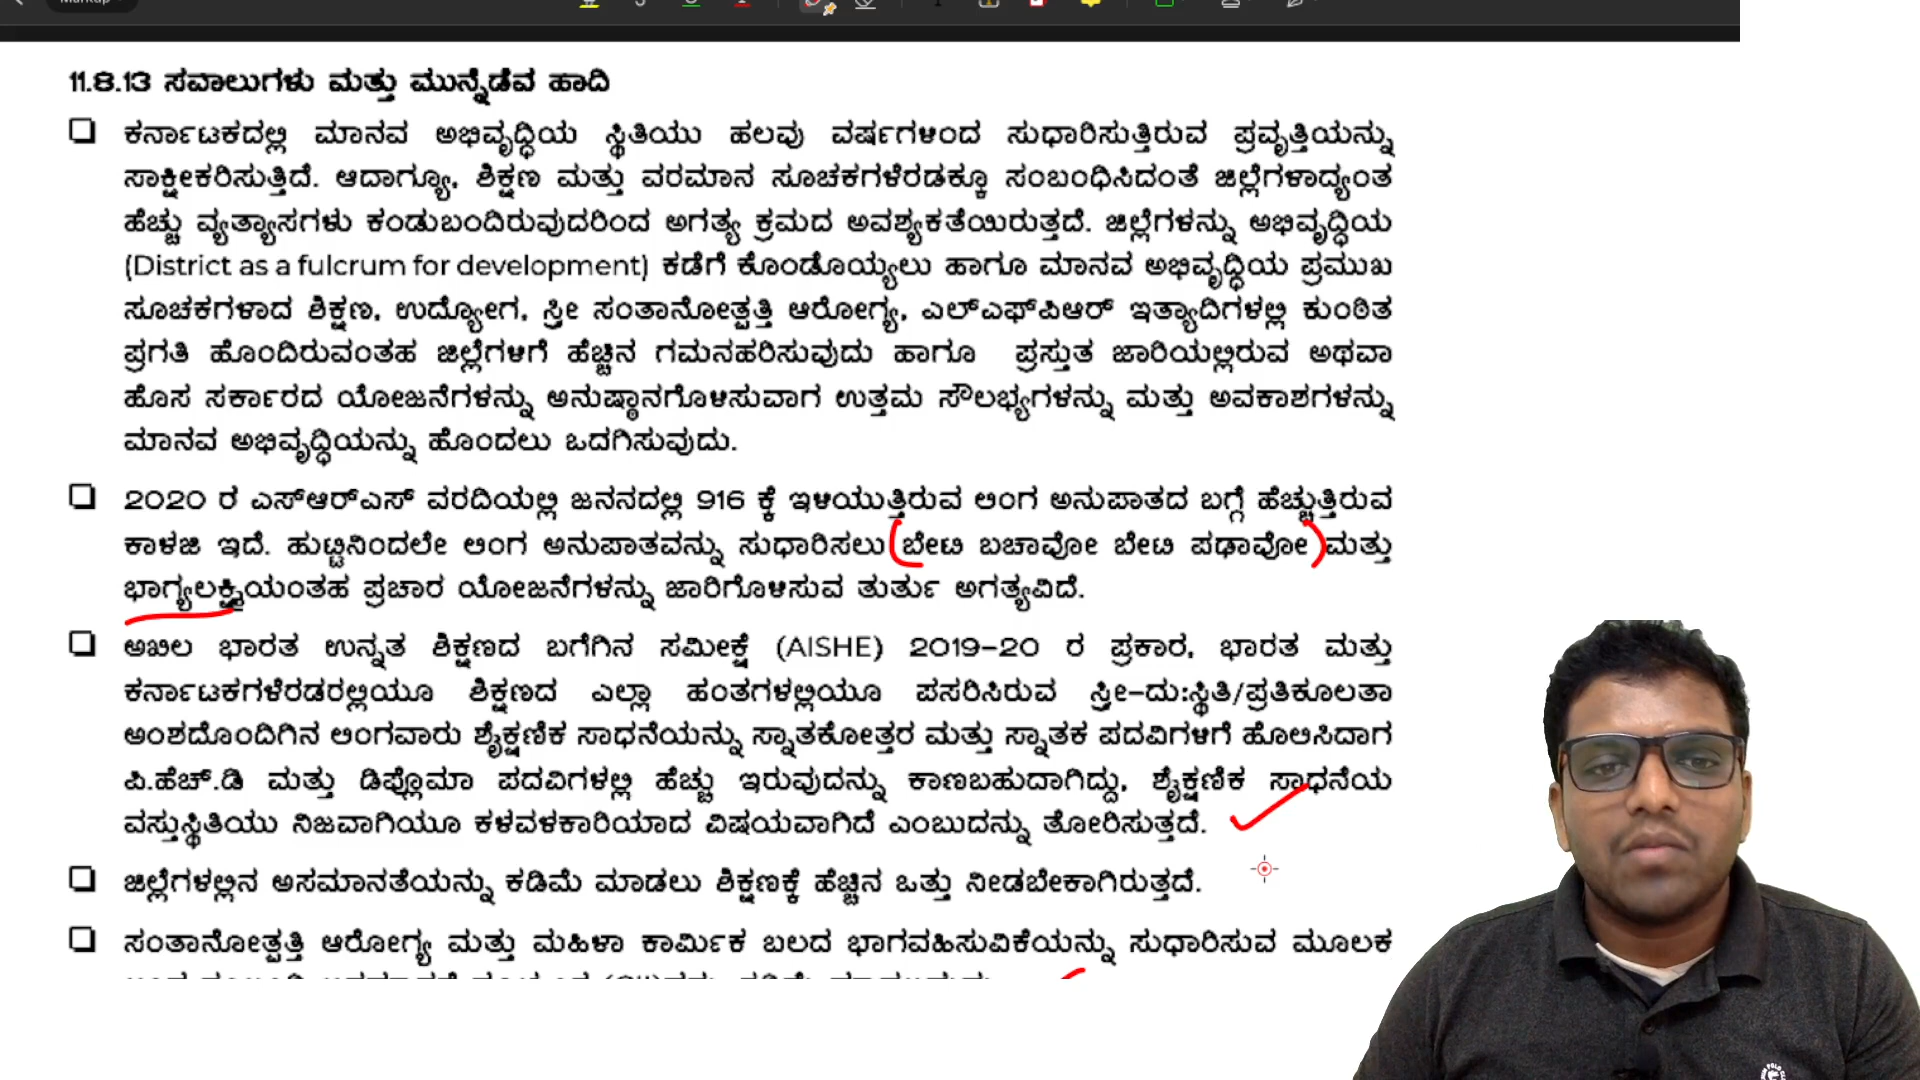 11.8.13 ಸವಾಲುಗಳು ಮತ್ತು ಮುನ್ನೆಡೆವ ಹಾದಿ
ಕರ್ನಾಟಕದಲ್ಲಿ ಮಾನವ ಅಭಿವೃದ್ಧಿಯ ಸ್ಥಿತಿಯು ಹಲವು ವರ್ಷಗಳಿಂದ ಸುಧಾರಿಸುತ್ತಿರುವ ಪ್ರವೃತ್ತಿಯನ್ನು
ಸಾಕ್ಷೀಕರಿಸುತ್ತಿದೆ. ಆದಾಗ್ಯೂ, ಶಿಕ್ಷಣ ಮತ್ತು ವರಮಾನ ಸೂಚಕಗಳೆರಡಕ್ಕೂ ಸಂಬಂಧಿಸಿದಂತೆ ಜಿಲ್ಲೆಗಳಾದ್ಯಂತ
ಹೆಚ್ಚು ವ್ಯತ್ಯಾಸಗಳು ಕಂಡುಬಂದಿರುವುದರಿಂದ ಅಗತ್ಯ ಕ್ರಮದ ಅವಶ್ಯಕತೆಯಿರುತ್ತದೆ. ಜಿಲ್ಲೆಗಳನ್ನು ಅಭಿವೃದ್ಧಿಯ
(District as a fulcrum for development) ಕಡೆಗೆ ಕೊಂಡೊಯ್ಯಲು ಹಾಗೂ ಮಾನವ ಅಭಿವೃದ್ಧಿಯ ಪ್ರಮುಖ
ಸೂಚಕಗಳಾದ ಶಿಕ್ಷಣ, ಉದ್ಯೋಗ, ಸ್ತ್ರೀ ಸಂತಾನೋತ್ಪತ್ತಿ ಆರೋಗ್ಯ, ಎಲ್‌ಎಫ್‌ಪಿಆರ್ ಇತ್ಯಾದಿಗಳಲ್ಲಿ ಕುಂಠಿತ
ಪ್ರಗತಿ ಹೊಂದಿರುವಂತಹ ಜಿಲ್ಲೆಗಳಿಗೆ ಹೆಚ್ಚಿನ ಗಮನಹರಿಸುವುದು ಹಾಗೂ ಪ್ರಸ್ತುತ ಜಾರಿಯಲ್ಲಿರುವ ಅಥವಾ
ಹೊಸ ಸರ್ಕಾರದ ಯೋಜನೆಗಳನ್ನು ಅನುಷ್ಠಾನಗೊಳಿಸುವಾಗ ಉತ್ತಮ ಸೌಲಭ್ಯಗಳನ್ನು ಮತ್ತು ಅವಕಾಶಗಳನ್ನು
ಮಾನವ ಅಭಿವೃದ್ಧಿಯನ್ನು ಹೊಂದಲು ಒದಗಿಸುವುದು.
2020 ರ ಎಸ್‌ಆರ್‌ಎಸ್ ವರದಿಯಲ್ಲಿ ಜನನದಲ್ಲಿ 916 ಕ್ಕೆ ಇಳಿಯುತ್ತಿರುವ ಲಿಂಗ ಅನುಪಾತದ ಬಗ್ಗೆ ಹೆಚ್ಚುತ್ತಿರುವ
ಕಾಳಜಿ ಇದೆ. ಹುಟ್ಟಿನಿಂದಲೇ ಲಿಂಗ ಅನುಪಾತವನ್ನು ಸುಧಾರಿಸಲು ಬೇಟಿ ಬಚಾವೋ ಬೇಟಿ ಪಢಾವೋ ಮತ್ತು
ಭಾಗ್ಯಲಕ್ಷ್ಮಿಯಂತಹ ಪ್ರಚಾರ ಯೋಜನೆಗಳನ್ನು ಜಾರಿಗೊಳಿಸುವ ತುರ್ತು ಅಗತ್ಯವಿದೆ.
ಅಖಿಲ ಭಾರತ ಉನ್ನತ ಶಿಕ್ಷಣದ ಬಗೆಗಿನ ಸಮೀಕ್ಷೆ (AISHE) 2019-20 ರ ಪ್ರಕಾರ, ಭಾರತ ಮತ್ತು
ಕರ್ನಾಟಕಗಳೆರಡರಲ್ಲಿಯೂ ಶಿಕ್ಷಣದ ಎಲ್ಲಾ ಹಂತಗಳಲ್ಲಿಯೂ ಪಸರಿಸಿರುವ ಸ್ತ್ರೀ-ದುಃಸ್ಥಿತಿ/ಪ್ರತಿಕೂಲತಾ
ಅಂಶದೊಂದಿಗಿನ ಲಿಂಗವಾರು ಶೈಕ್ಷಣಿಕ ಸಾಧನೆಯನ್ನು ಸ್ನಾತಕೋತ್ತರ ಮತ್ತು ಸ್ನಾತಕ ಪದವಿಗಳಿಗೆ ಹೋಲಿಸಿದಾಗ
ಪಿ.ಹೆಚ್.ಡಿ ಮತ್ತು ಡಿಪ್ಲೊಮಾ ಪದವಿಗಳಲ್ಲಿ ಹೆಚ್ಚು ಇರುವುದನ್ನು ಕಾಣಬಹುದಾಗಿದ್ದು, ಶೈಕ್ಷಣಿಕ ಸಾಧನೆಯ
ವಸ್ತುಸ್ಥಿತಿಯು ನಿಜವಾಗಿಯೂ ಕಳವಳಕಾರಿಯಾದ ವಿಷಯವಾಗಿದೆ ಎಂಬುದನ್ನು ತೋರಿಸುತ್ತದೆ.
ಜಿಲ್ಲೆಗಳಲ್ಲಿನ ಅಸಮಾನತೆಯನ್ನು ಕಡಿಮೆ ಮಾಡಲು ಶಿಕ್ಷಣಕ್ಕೆ ಹೆಚ್ಚಿನ ಒತ್ತು ನೀಡಬೇಕಾಗಿರುತ್ತದೆ.
ಸಂತಾನೋತ್ಪತ್ತಿ ಆರೋಗ್ಯ ಮತ್ತು ಮಹಿಳಾ ಕಾರ್ಮಿಕ ಬಲದ ಭಾಗವಹಿಸುವಿಕೆಯನ್ನು ಸುಧಾರಿಸುವ ಮೂಲಕ